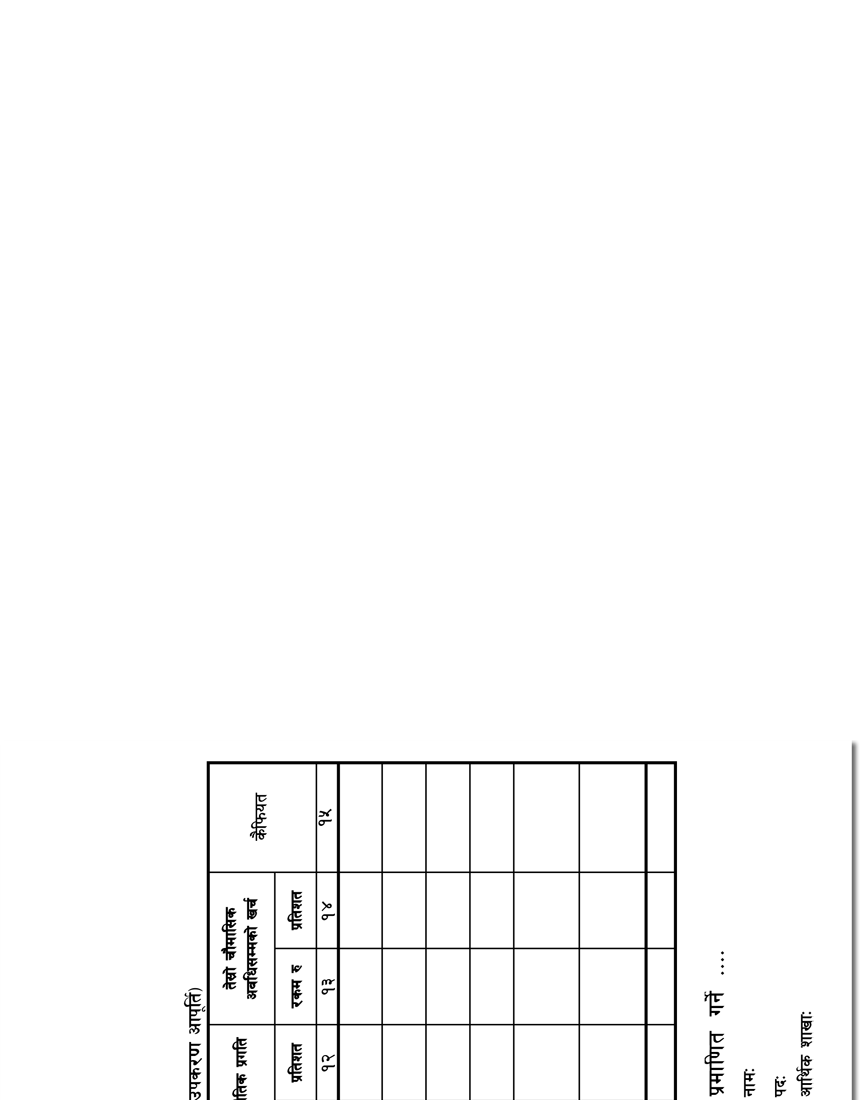 उपकरण आपूर्ति)
तिक प्रगति
तेस्रो चौमासिक
अवधिसम्मको खर्च
कैफियत
प्रतिशत
रकम रु
प्रतिशत
१२
१३
१४
१५
प्रमाणित गर्ने ....
नामः
पदः
आर्थिक शाखाः